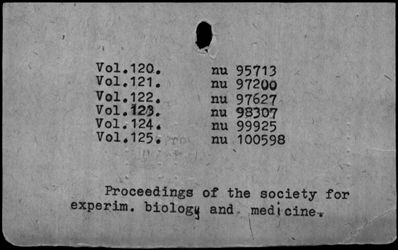 Vol.120. nu 95713
Vol.121. nu 97200
Vol.122. nu 97627
Vol.123. nu 98307
Vol.124. nu 99925
Vol.125. nu 100598
Proceedings of the society for
experim. biology and medicine.